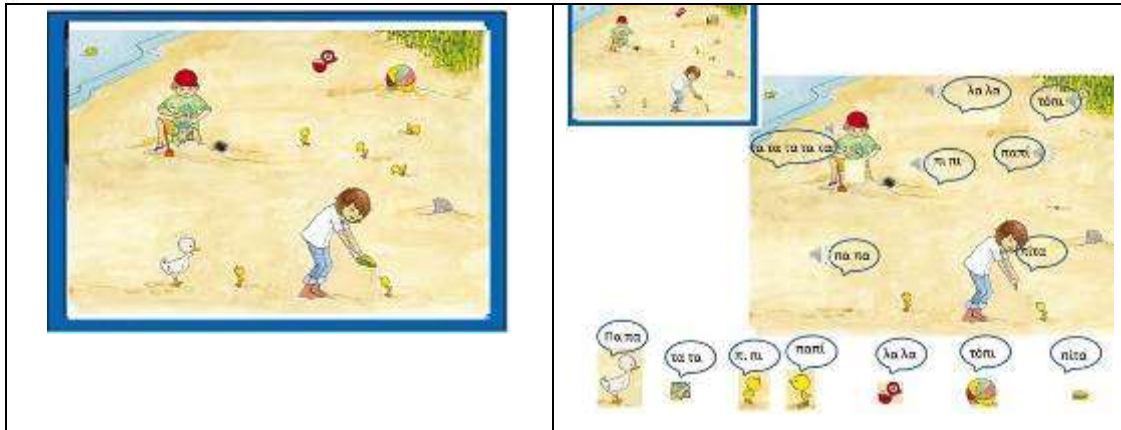 λα λα
τόπι
τα τα τα τα τα
πι πι
παπί
πα πα
πίτα
Πα πα
τα τα
πι πι
παπί
λα λα
τόπι
πίτα